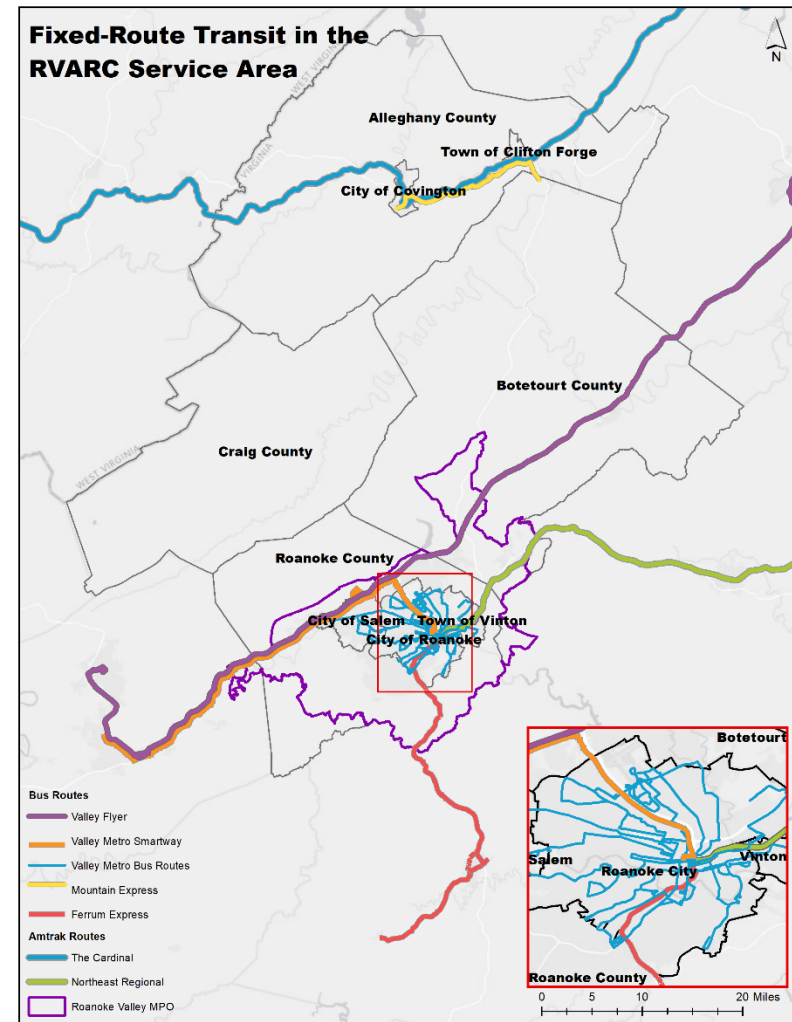 Fixed-Route Transit in the
RVARC Service Area
N
WEST VIRGINIA
VIRGINIA
Alleghany County
Town of Clifton Forge
City of Covington
Botetourt County
Craig County
WEST VIRGINIA
Roanoke County
City of Salem
Town of Vinton
City of Roanoke
Bus Routes
Valley Flyer
Valley Metro Smartway
Valley Metro Bus Routes
Mountain Express
Ferrum Express
Amtrak Routes
The Cardinal
Northeast Regional
Roanoke Valley MPO
Botetourt
Salem
Vinton
Roanoke City
Roanoke County
0 5 10 20 Miles